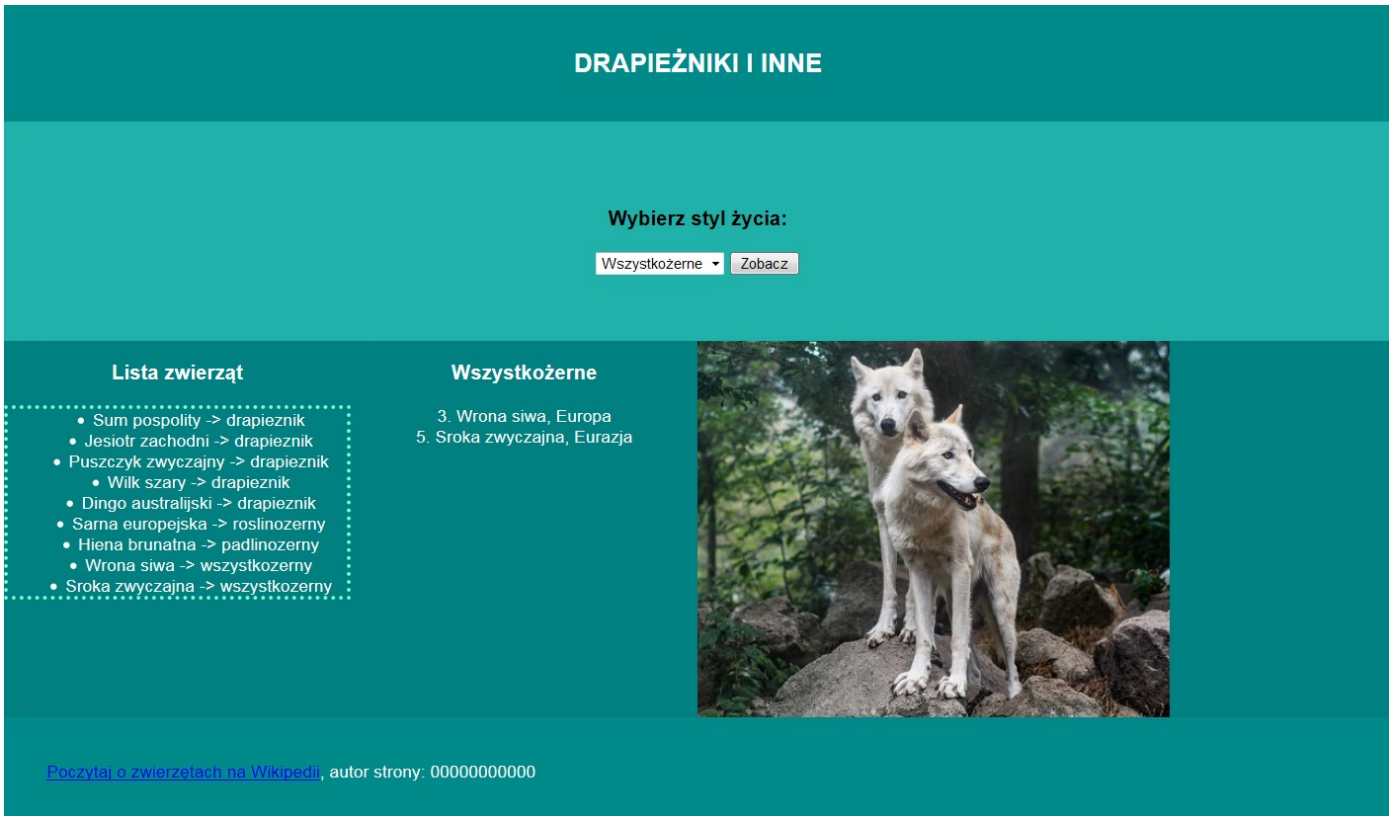 DRAPIEŻNIKI I INNE
Wybierz styl życia:
Wszystkożerne Zobacz
Lista zwierząt
• Sum pospolity -> drapieznik
• Jesiotr zachodni -> drapieznik
• Puszczyk zwyczajny -> drapieznik
• Wilk szary -> drapieznik
• Dingo australijski -> drapieznik
• Sarna europejska -> roslinozerny
• Hiena brunatna -> padlinozerny
• Wrona siwa -> wszystkozerny
• Sroka zwyczajna -> wszystkozerny
Wszystkożerne
3. Wrona siwa, Europa
5. Sroka zwyczajna, Eurazja
Poczytaj o zwierzętach na Wikipedii, autor strony: 00000000000